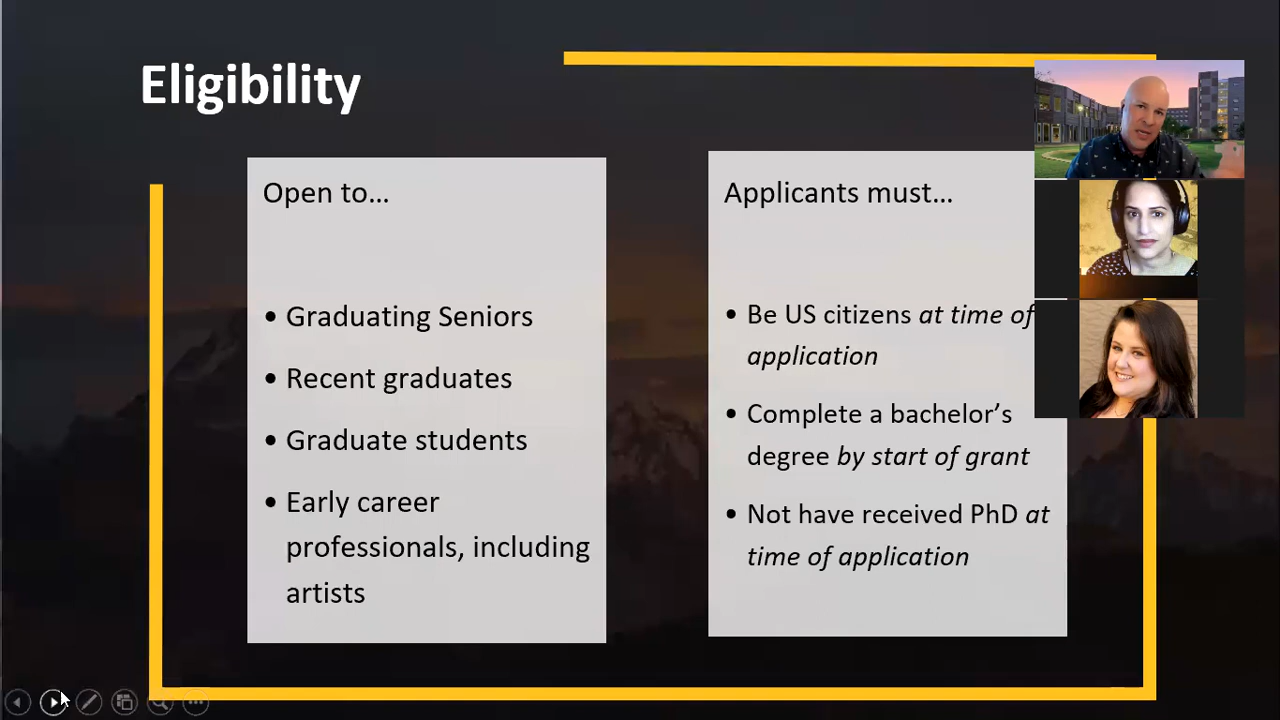 Eligibility
Open to…
• Graduating Seniors
• Recent graduates
• Graduate students
• Early career
professionals, including
artists
Applicants must…
• Be US citizens at time of
application
• Complete a bachelor’s
degree by start of grant
• Not have received PhD at
time of application